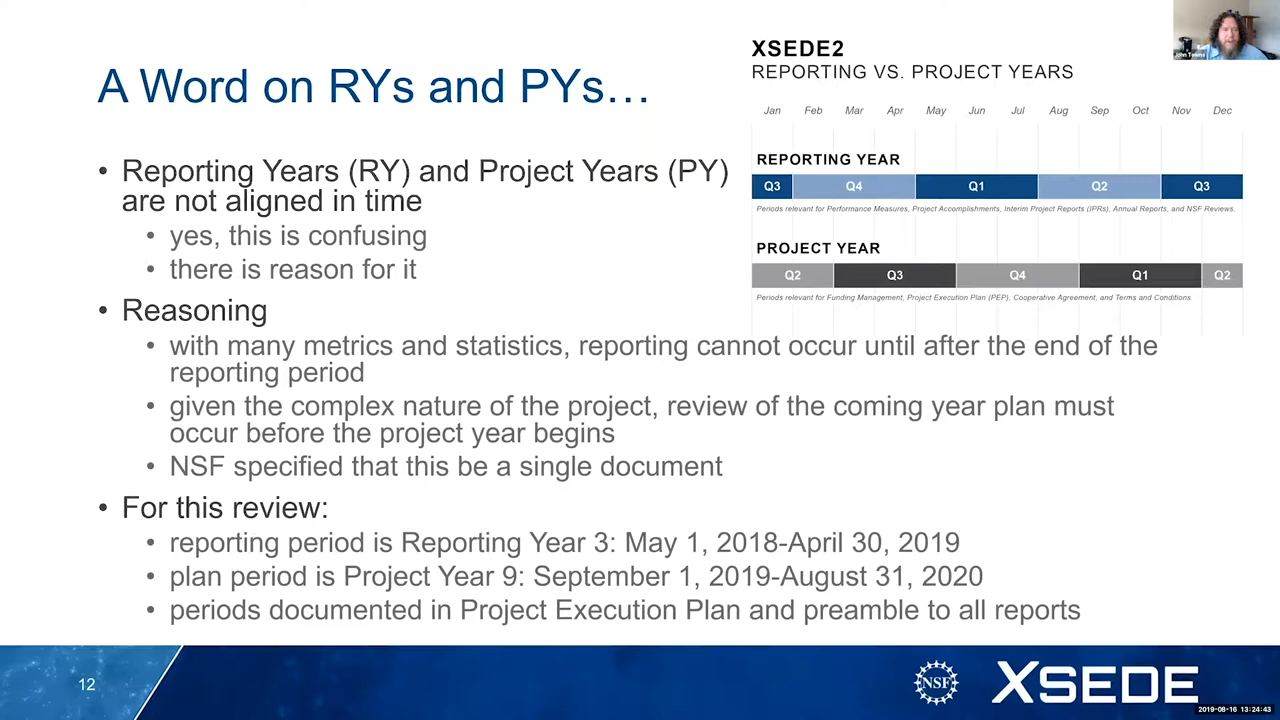 A Word on RYs and PYs…
• Reporting Years (RY) and Project Years (PY)
are not aligned in time
• yes, this is confusing
• there is reason for it
• Reasoning
• with many metrics and statistics, reporting cannot occur until after the end of the
reporting period
• given the complex nature of the project, review of the coming year plan must
occur before the project year begins
• NSF specified that this be a single document
• For this review:
• reporting period is Reporting Year 3: May 1, 2018-April 30, 2019
• plan period is Project Year 9: September 1, 2019-August 31, 2020
• periods documented in Project Execution Plan and preamble to all reports
XSEDE2
REPORTING VS. PROJECT YEARS
Jan Feb Mar Apr May Jun Jul Aug Sep Oct Nov Dec
REPORTING YEAR
Q3 Q4 Q1 Q2 Q3
Periods relevant for Performance Measures, Project Accomplishments, Interim Project Reports (IPRs), Annual Reports, and NSF Reviews.
PROJECT YEAR
Q2 Q3 Q4 Q1 Q2
Periods relevant for Funding Management, Project Execution Plan (PEP), Cooperative Agreement, and Terms and Conditions
John Towns
12
NSF
XSEDE
2019-08-16 13:24:43